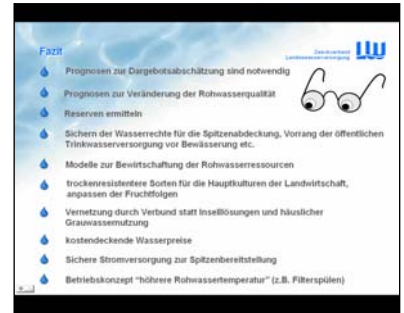 Fazit
Zweckverband
Landeswasserversorgung
LW
Prognosen zur Dargebotsabschätzung sind notwendig
Prognosen zur Veränderung der Rohwasserqualität
Reserven ermitteln
Sichern der Wasserrechte für die Spitzenabdeckung, Vorrang der öffentlichen
Trinkwasserversorgung vor Bewässerung etc.
Modelle zur Bewirtschaftung der Rohwasserressourcen
trockenresistentere Sorten für die Hauptkulturen der Landwirtschaft,
anpassen der Fruchtfolgen
Vernetzung durch Verbund statt Insellösungen und häuslicher
Grauwassernutzung
kostendeckende Wasserpreise
Sichere Stromversorgung zur Spitzenbereitstellung
Betriebskonzept "höhrere Rohwassertemperatur" (z.B. Filterspülen)